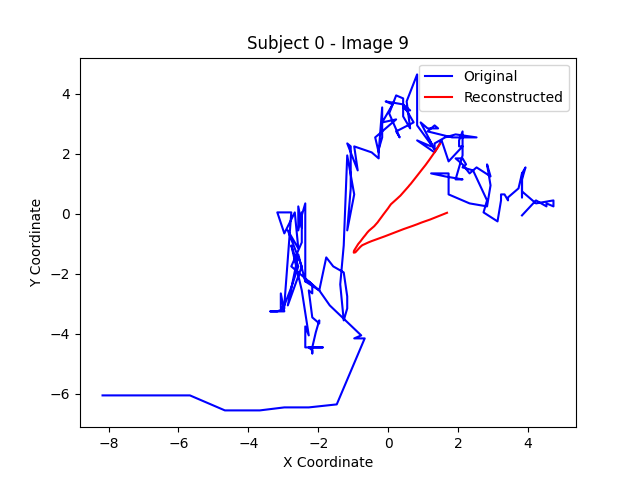 Subject 0 - Image 9
Original
Reconstructed
Y Coordinate
4
2
0
−2
−4
−6
−8 −6 −4 −2 0 2 4
X Coordinate